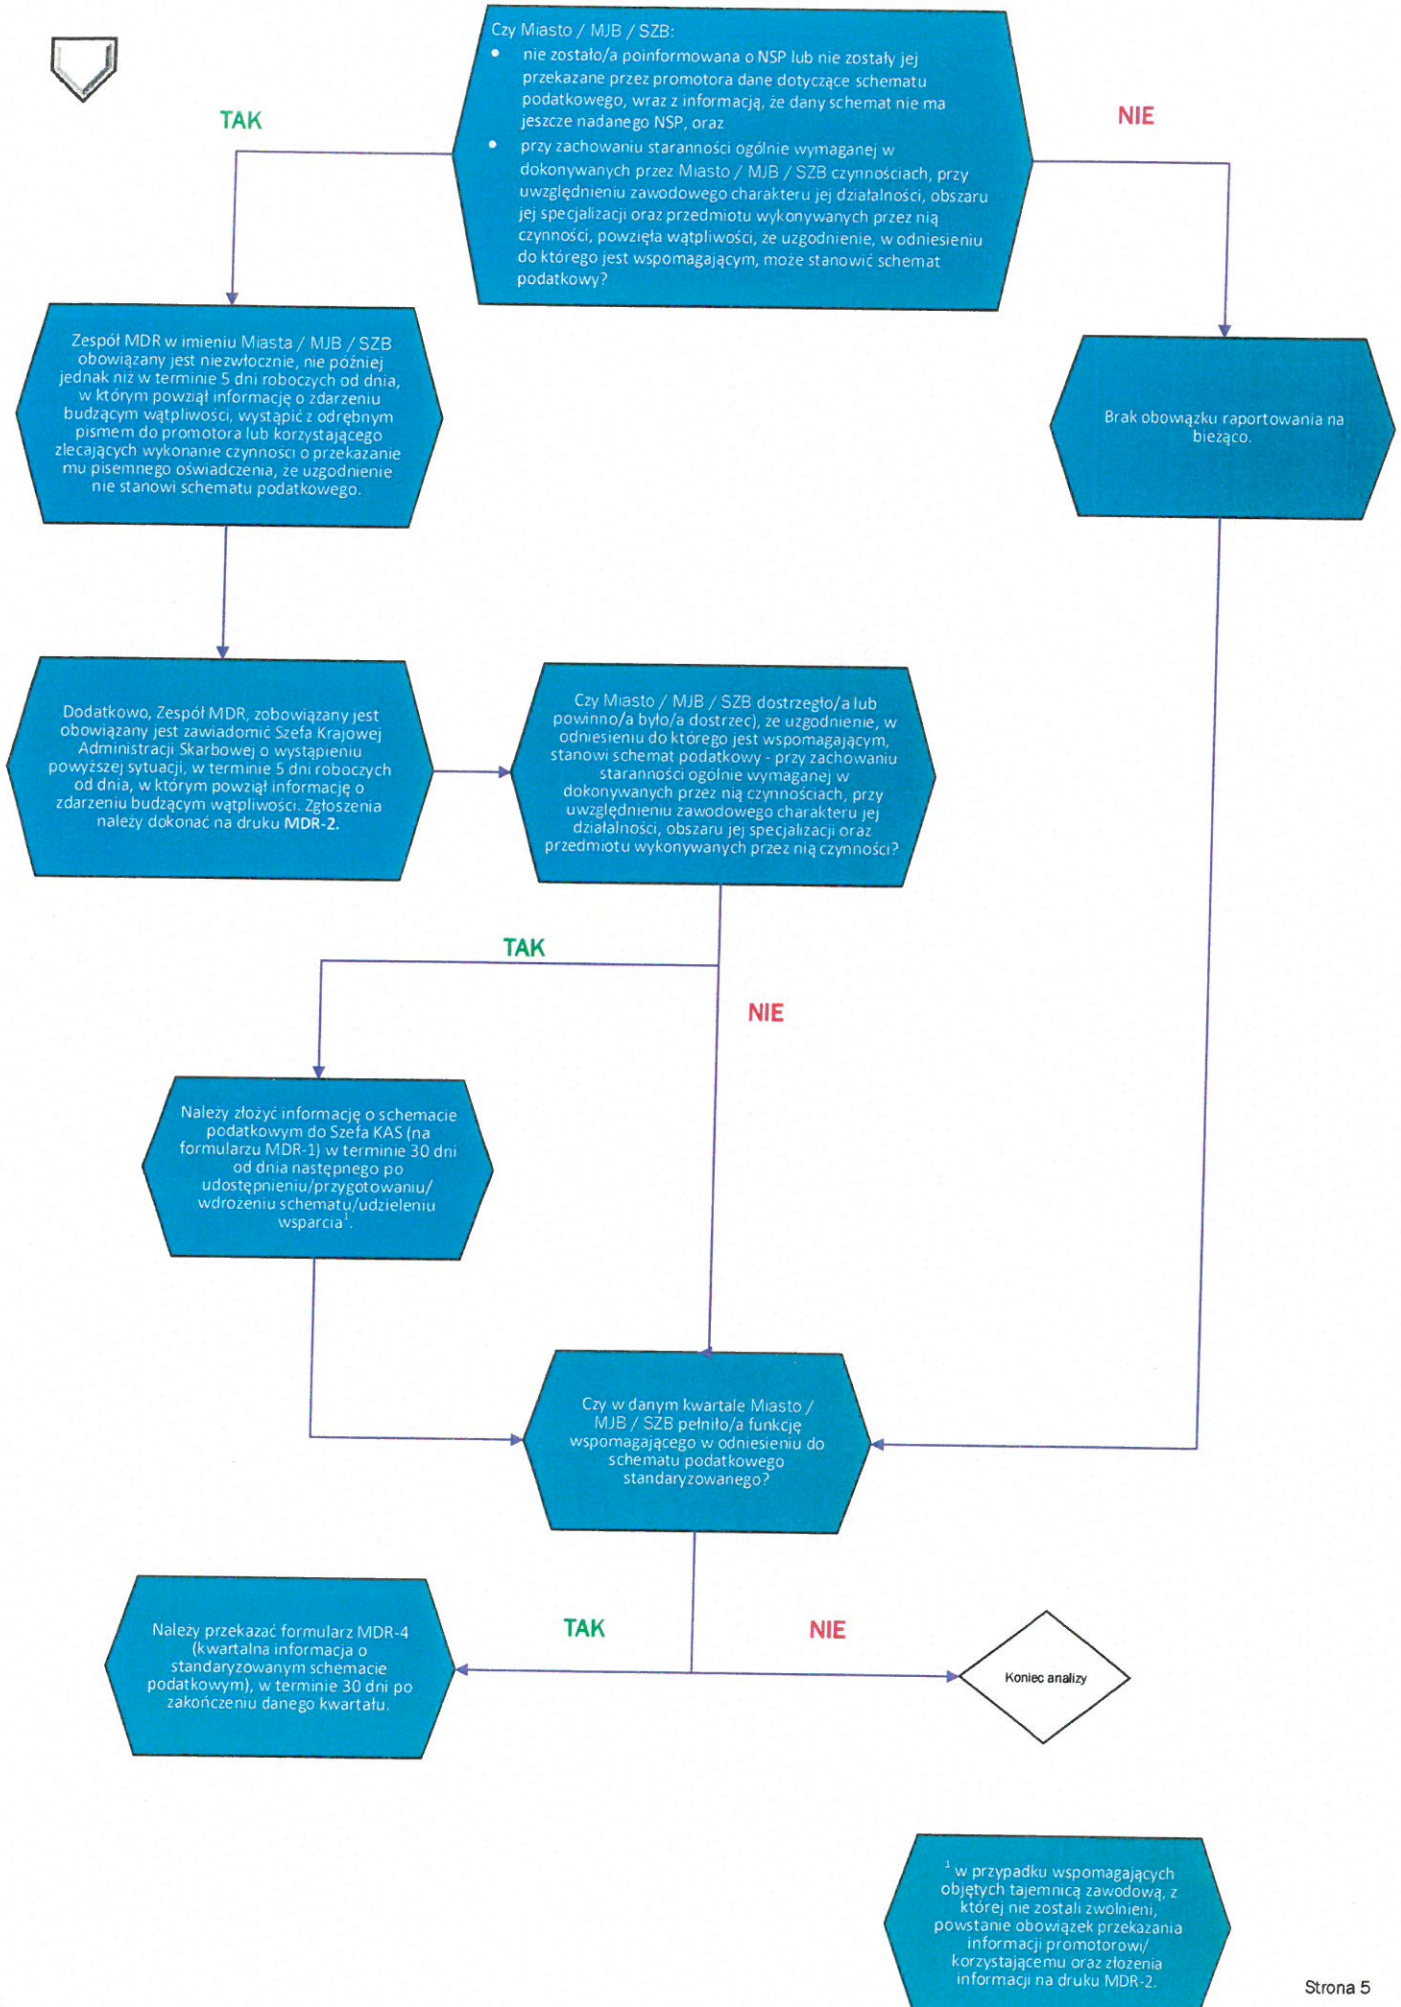 Czy Miasto / MJB / SZB:
• nie zostało/a poinformowana o NSP lub nie zostały jej
przekazane przez promotora dane dotyczące schematu
podatkowego, wraz z informacją, że dany schemat nie ma
jeszcze nadanego NSP, oraz
• przy zachowaniu staranności ogólnie wymaganej w
dokonywanych przez Miasto / MJB / SZB czynnościach, przy
uwzględnieniu zawodowego charakteru jej działalności, obszaru
jej specjalizacji oraz przedmiotu wykonywanych przez nią
czynności, powzięła wątpliwości, że uzgodnienie, w odniesieniu
do którego jest wspomagającym, może stanowić schemat
podatkowy?
TAK
NIE
Zespół MDR w imieniu Miasta / MJB / SZB
obowiązany jest niezwłocznie, nie później
jednak niż w terminie 5 dni roboczych od dnia,
w którym powziął informację o zdarzeniu
budzącym wątpliwości, wystąpić z odrębnym
pismem do promotora lub korzystającego
zlecających wykonanie czynności o przekazanie
mu pisemnego oświadczenia, że uzgodnienie
nie stanowi schematu podatkowego.
Brak obowiązku raportowania na
bieżąco.
Dodatkowo, Zespół MDR, zobowiązany jest
obowiązany jest zawiadomić Szefa Krajowej
Administracji Skarbowej o wystąpieniu
powyższej sytuacji, w terminie 5 dni roboczych
od dnia, w którym powziął informację o
zdarzeniu budzącym wątpliwości. Zgłoszenia
należy dokonać na druku MDR-2.
Czy Miasto / MJB / SZB dostrzegło/a lub
powinno/a było/a dostrzec), że uzgodnienie, w
odniesieniu do którego jest wspomagającym,
stanowi schemat podatkowy - przy zachowaniu
staranności ogólnie wymaganej w
dokonywanych przez nią czynnościach, przy
uwzględnieniu zawodowego charakteru jej
działalności, obszaru jej specjalizacji oraz
przedmiotu wykonywanych przez nią czynności?
TAK
NIE
Należy złożyć informację o schemacie
podatkowym do Szefa KAS (na
formularzu MDR-1) w terminie 30 dni
od dnia następnego po
udostępnieniu/przygotowaniu/
wdrożeniu schematu/udzieleniu
wsparcia¹.
Czy w danym kwartale Miasto /
MJB / SZB pełniło/a funkcję
wspomagającego w odniesieniu do
schematu podatkowego
standaryzowanego?
TAK
NIE
Należy przekazać formularz MDR-4
(kwartalna informacja o
standaryzowanym schemacie
podatkowym), w terminie 30 dni po
zakończeniu danego kwartału.
Koniec analizy
¹ w przypadku wspomagających
objętych tajemnicą zawodową, z
której nie zostali zwolnieni,
powstanie obowiązek przekazania
informacji promotorowi/
korzystającemu oraz złożenia
informacji na druku MDR-2.
Strona 5